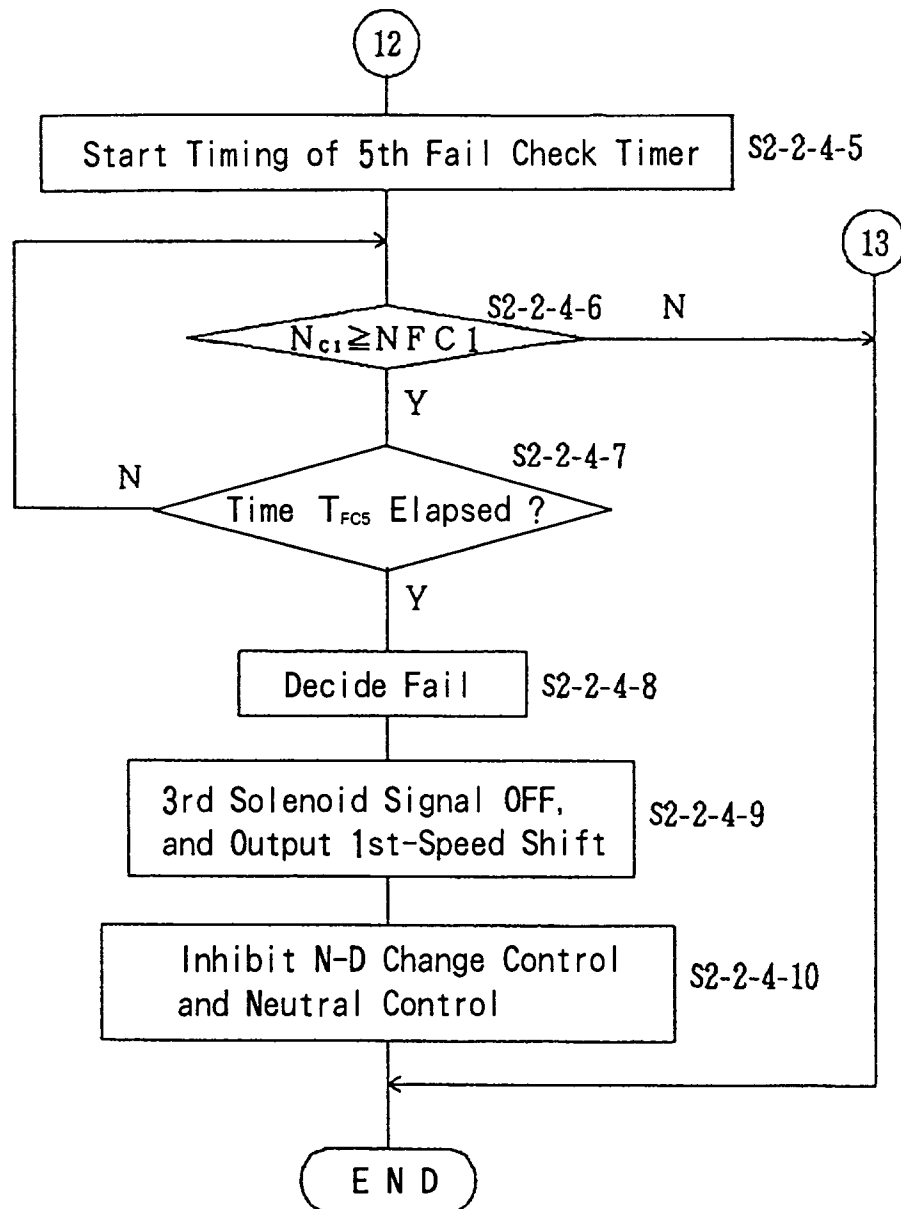 12
Start Timing of 5th Fail Check Timer
S2-2-4-5
13
S2-2-4-6
N
N_C1≧NFC1
Y
S2-2-4-7
N
Time T_FC5 Elapsed ?
Y
Decide Fail
S2-2-4-8
3rd Solenoid Signal OFF,
and Output 1st-Speed Shift
S2-2-4-9
Inhibit N-D Change Control
and Neutral Control
S2-2-4-10
END